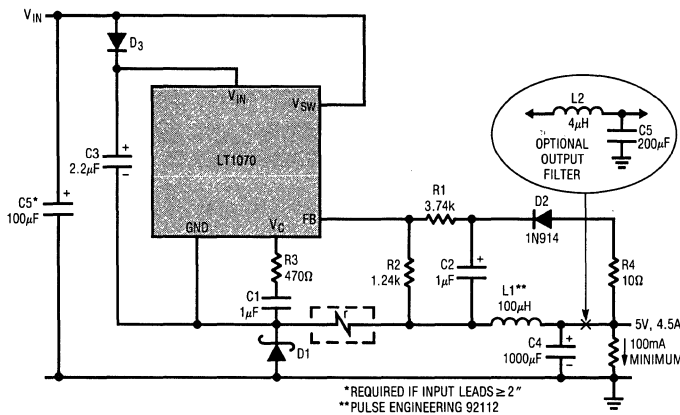 VIN
D3
VIN
VSW
L2
4µH
C5
200µF
OPTIONAL
OUTPUT
FILTER
LT1070
C3
2.2µF
+
−
C5*
100µF
+
R1
3.74k
D2
1N914
FB
GND
VC
R3
470Ω
R2
1.24k
C2
1µF
+
R4
10Ω
L1**
100µH
C1
1µF
r
5V, 4.5A
D1
C4
1000µF
+
−
100mA
MINIMUM
*REQUIRED IF INPUT LEADS ≥ 2"
**PULSE ENGINEERING 92112